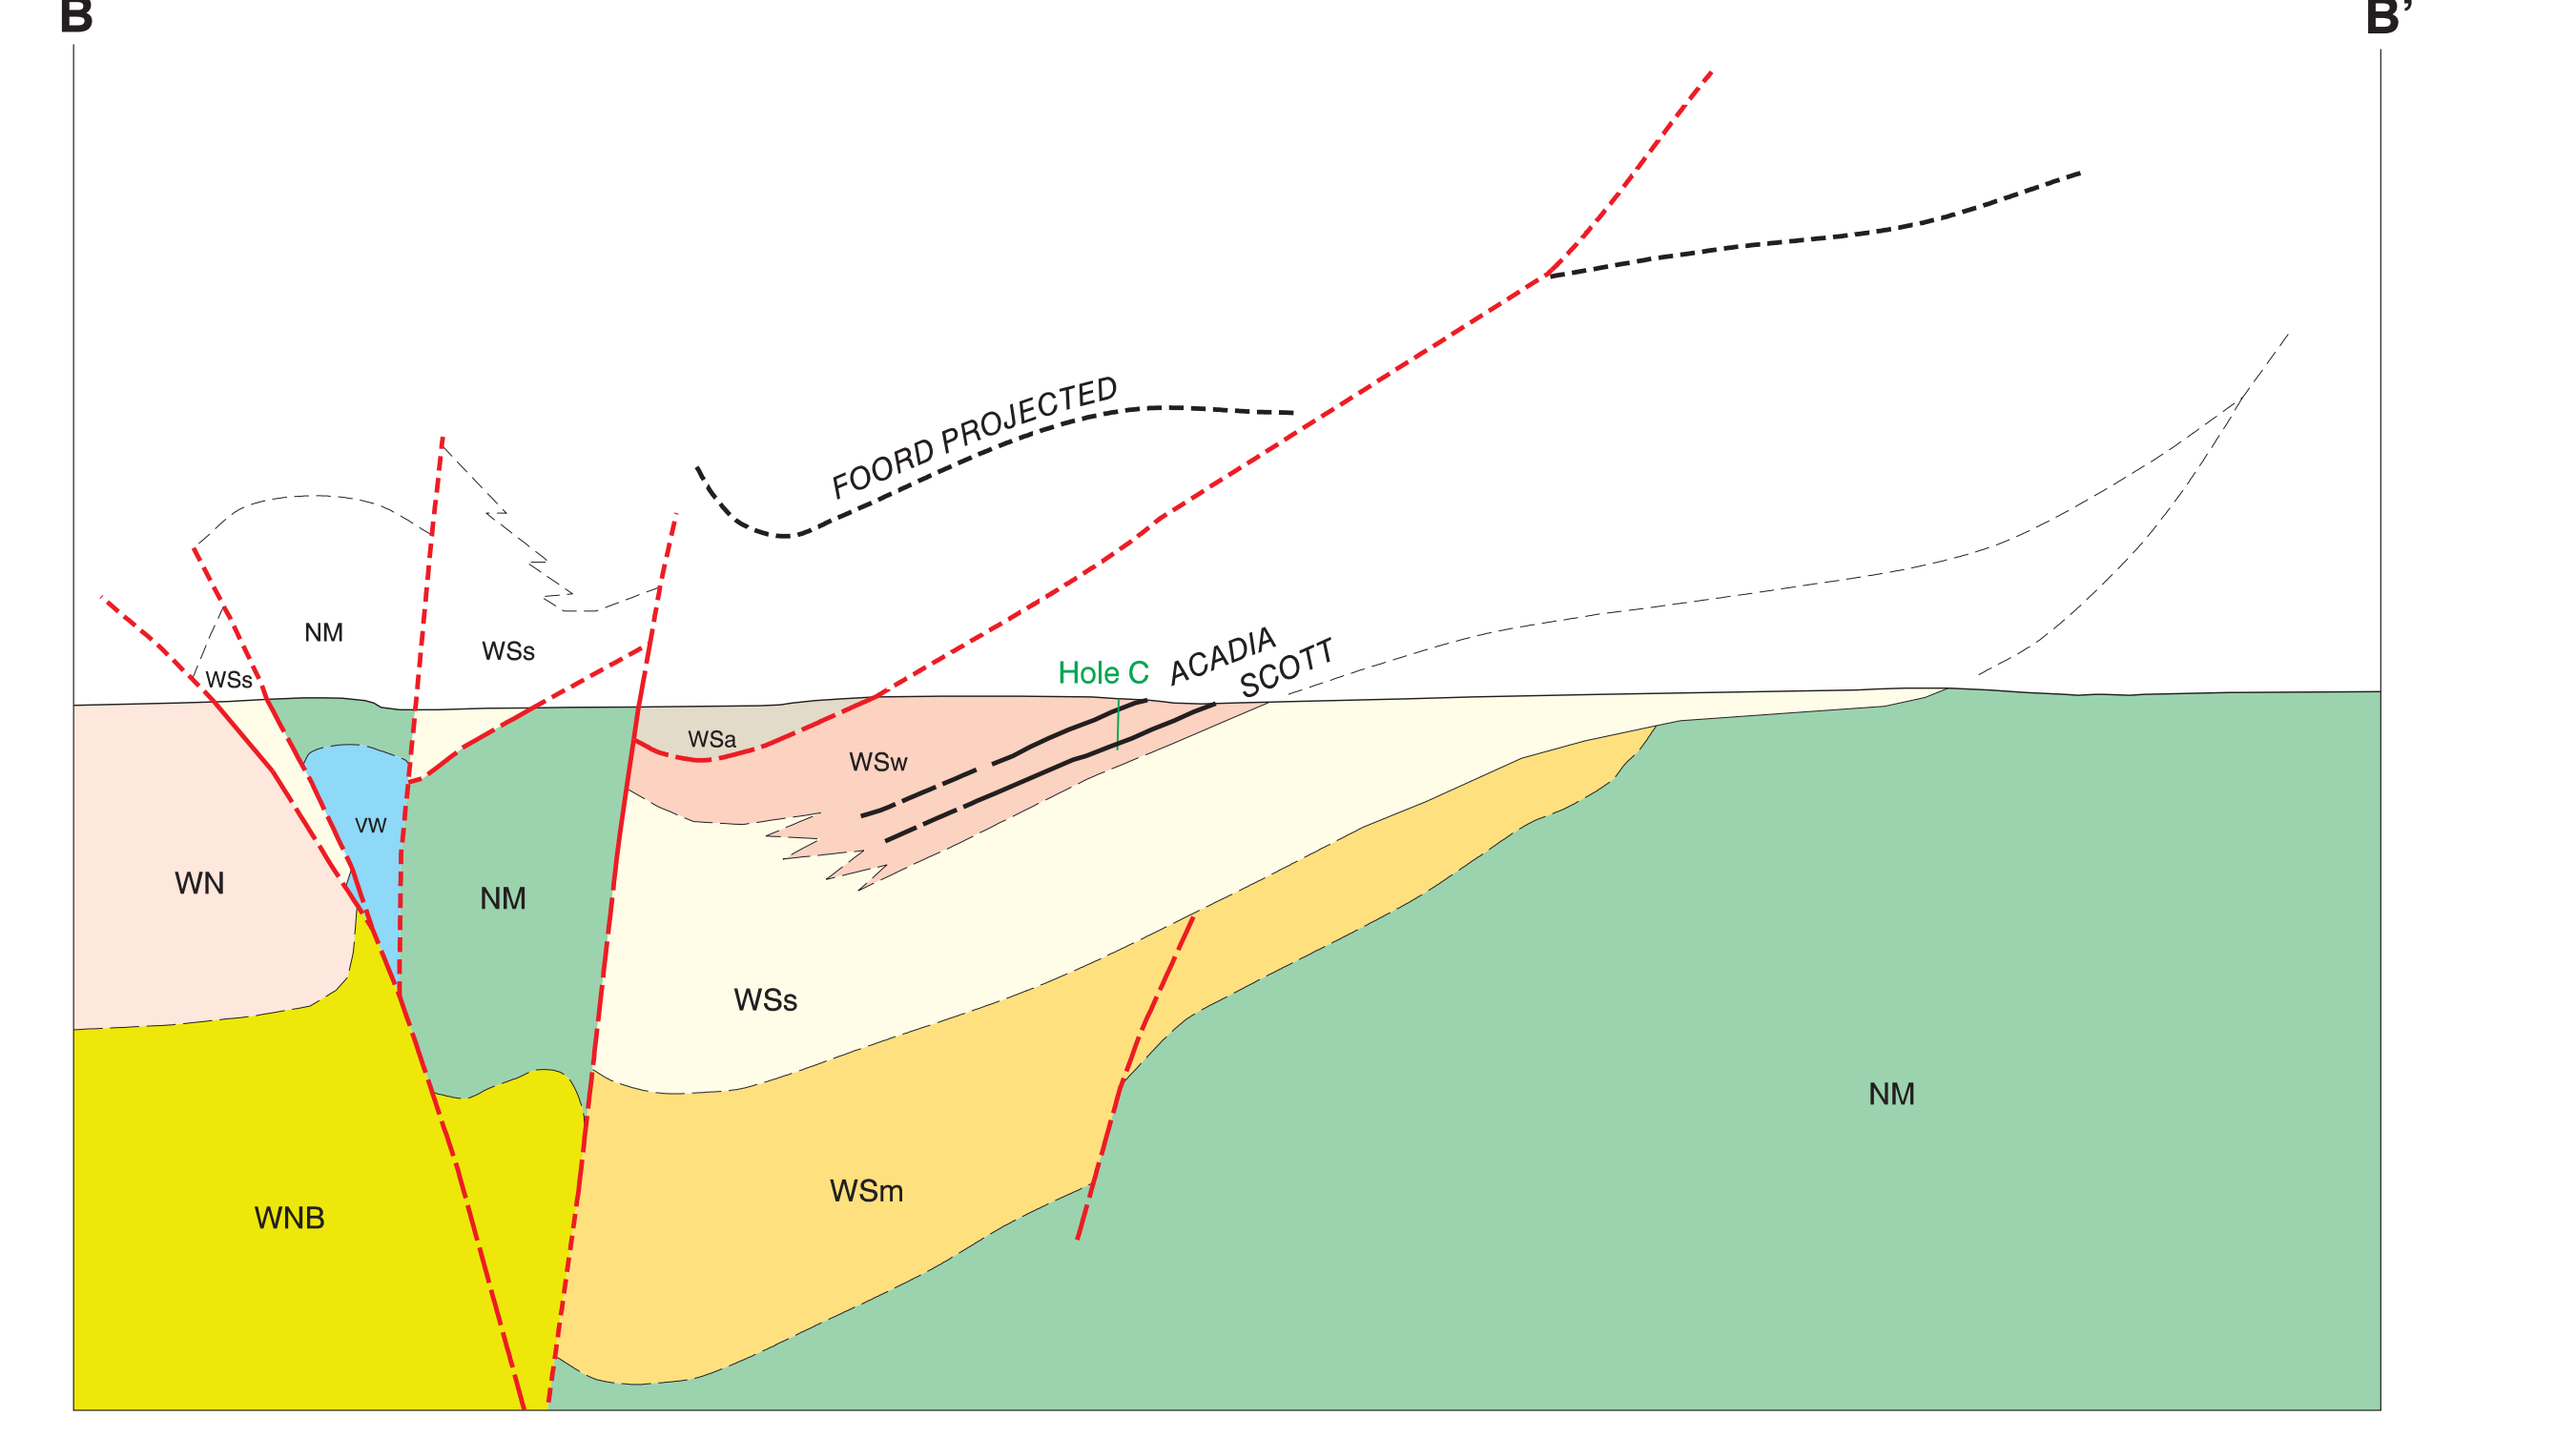 B
B’
FOORD PROJECTED
NM
WSs
WSs
Hole C
ACADIA
SCOTT
WSa
WSw
VW
WN
NM
WSs
NM
WSm
WNB